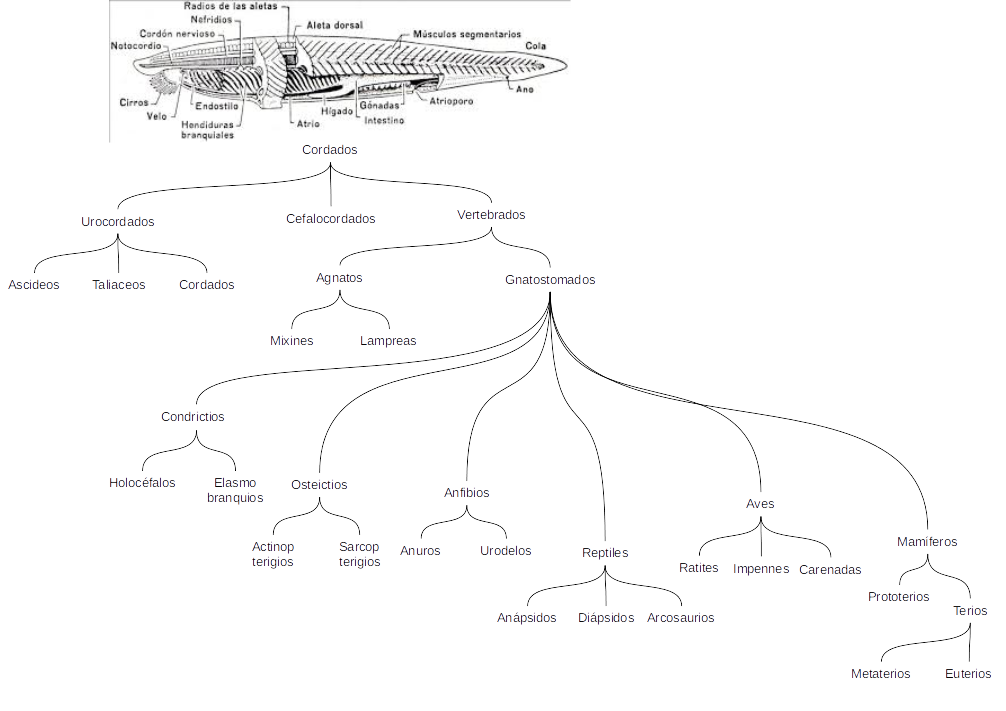 Radios de las aletas
Nefridios
Aleta dorsal
Cordón nervioso
Músculos segmentarios
Notocordio
Cola
Cirros
Endostilo
Velo
Hendiduras
branquiales
Atrio
Hígado
Gónadas
Intestino
Atrioporo
Ano
Cordados
Urocordados
Cefalocordados
Vertebrados
Ascideos
Taliaceos
Cordados
Agnatos
Gnatostomados
Mixines
Lampreas
Condrictios
Holocéfalos
Elasmo
branquios
Osteictios
Actinop
terigios
Sarcop
terigios
Anfibios
Anuros
Urodelos
Reptiles
Anápsidos
Diápsidos
Arcosaurios
Aves
Ratites
Impennes
Carenadas
Mamiferos
Prototerios
Terios
Metaterios
Euterios